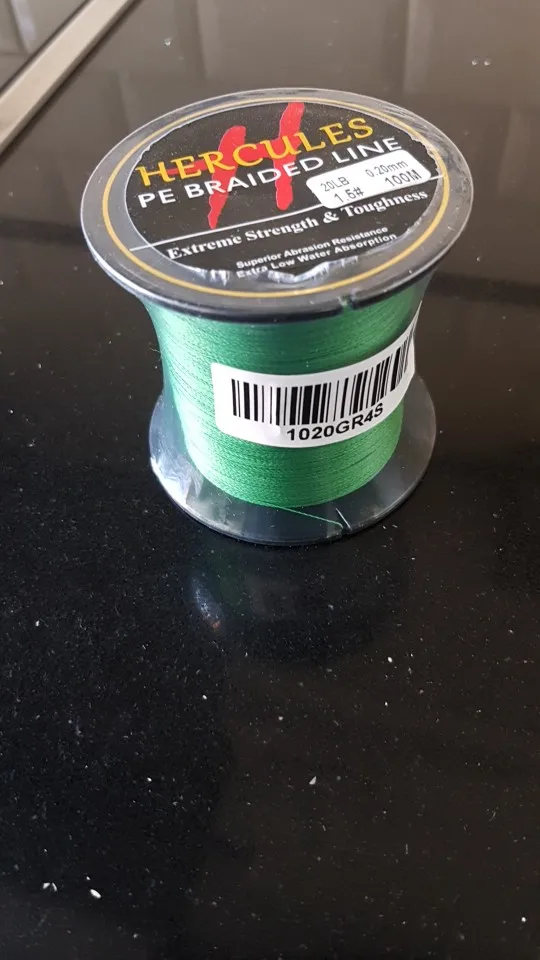 HERCULES
PE BRAIDED LINE
20LB 0.20mm
1.5# 100M
Extreme Strength & Toughness
Superior Abrasion Resistance
Extra Low Water Absorption
1020GR4S